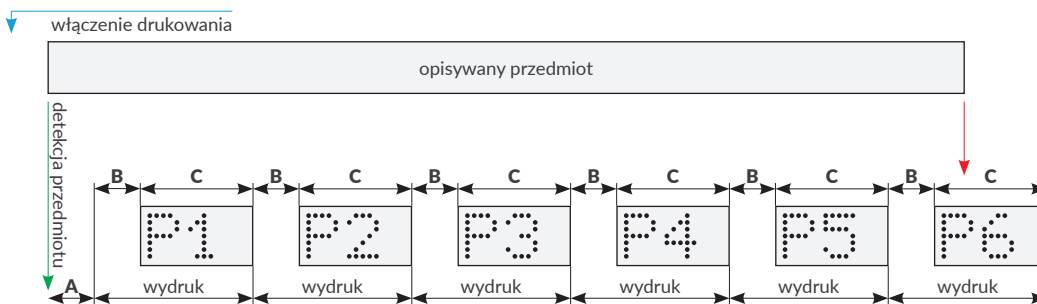 włączenie drukowania
opisywany przedmiot
detekcja przedmiotu
B C B C B C B C B C B C
P1 P2 P3 P4 P5 P6
A wydruk wydruk wydruk wydruk wydruk wydruk